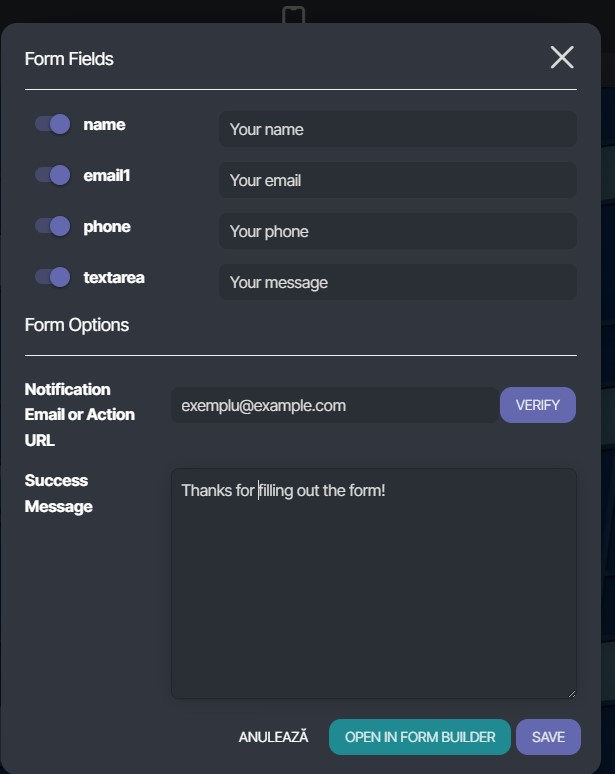 Form Fields
name
Your name
email1
Your email
phone
Your phone
textarea
Your message
Form Options
Notification
Email or Action
URL
exemplu@example.com
VERIFY
Success
Message
Thanks for filling out the form!
ANULEAZĂ
OPEN IN FORM BUILDER
SAVE